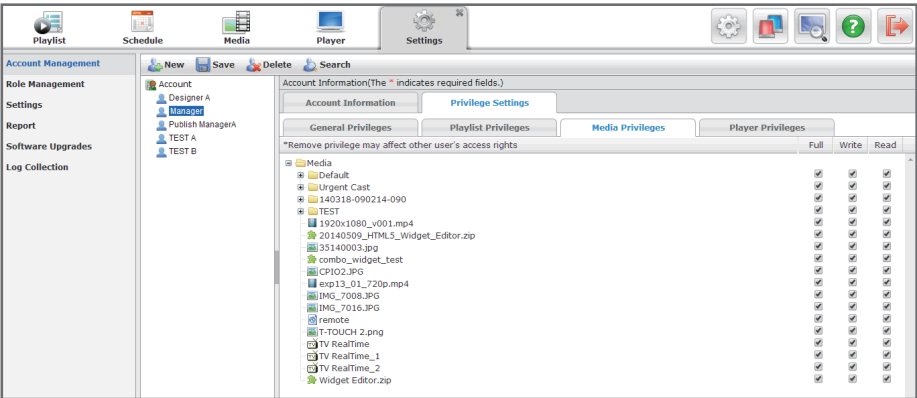 Playlist Schedule Media Player Settings
Account Management
Role Management
Settings
Report
Software Upgrades
Log Collection
New Save Delete Search
Account
Designer A
Manager
Publish ManagerA
TEST A
TEST B
Account Information(The * indicates required fields.)
Account Information Privilege Settings
General Privileges Playlist Privileges Media Privileges Player Privileges
*Remove privilege may affect other user's access rights Full Write Read
Media
Default
Urgent Cast
140318-090214-090
TEST
1920x1080_v001.mp4
20140509_HTML5_Widget_Editor.zip
35140003.jpg
combo_widget_test
CPIO2.JPG
exp13_01_720p.mp4
IMG_7008.JPG
IMG_7016.JPG
remote
T-TOUCH 2.png
TV RealTime
TV RealTime_1
TV RealTime_2
Widget Editor.zip